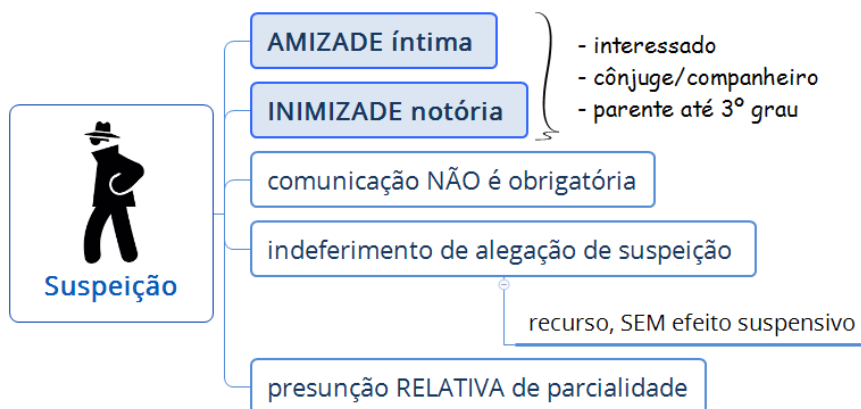 Suspeição
AMIZADE íntima
INIMIZADE notória
- interessado
- cônjuge/companheiro
- parente até 3º grau
comunicação NÃO é obrigatória
indeferimento de alegação de suspeição
recurso, SEM efeito suspensivo
presunção RELATIVA de parcialidade